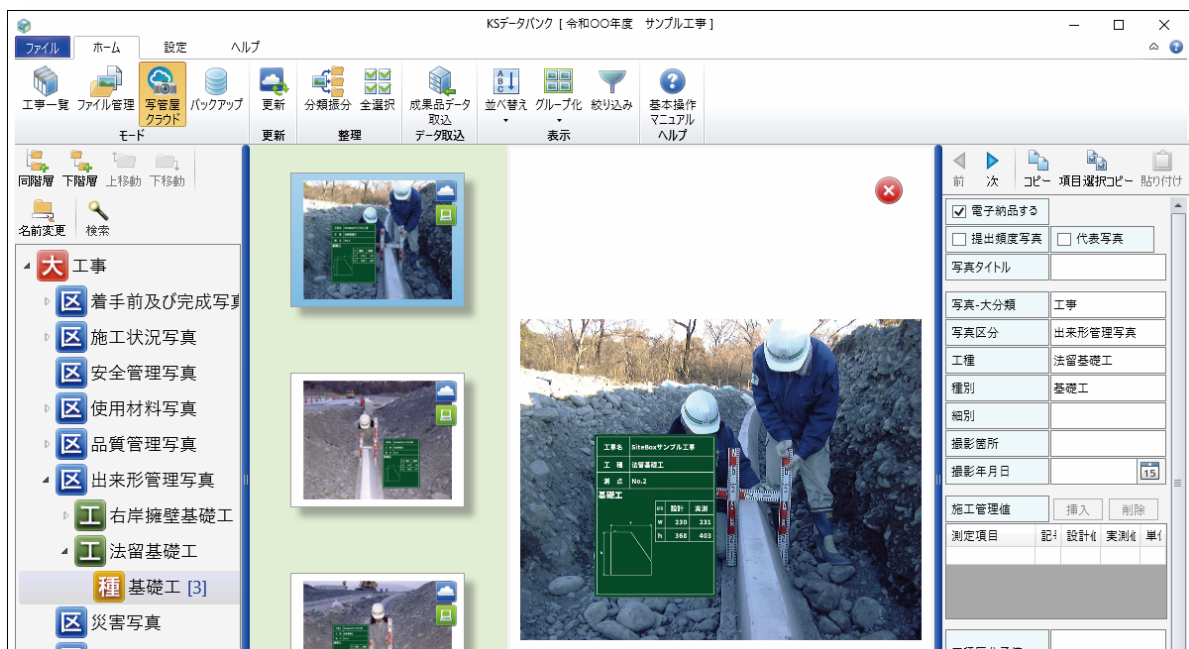 KSデータバンク [ 令和〇〇年度　サンプル工事 ]
ファイル ホーム 設定 ヘルプ
工事一覧 ファイル管理 写管屋クラウド バックアップ 更新 分類振分 全選択 成果品データ取込 並べ替え グループ化 絞り込み 基本操作マニュアル
モード 更新 整理 データ取込 表示 ヘルプ
同階層 下階層 上移動 下移動
名前変更 検索
大 工事
区 着手前及び完成写真
区 施工状況写真
区 安全管理写真
区 使用材料写真
区 品質管理写真
区 出来形管理写真
工 右岸擁壁基礎工
工 法留基礎工
種 基礎工 [3]
区 災害写真
工事名 SiteBoxサンプル工事
工 種 法留基礎工
測 点 No.2
基礎工
設計 実測
W 230 231
h 368 403
前 次 コピー 項目選択コピー 貼り付け
電子納品する
提出頻度写真 代表写真
写真タイトル
写真-大分類 工事
写真区分 出来形管理写真
工種 法留基礎工
種別 基礎工
細別
撮影箇所
撮影年月日 15
施工管理値 挿入 削除
測定項目 設計 実測